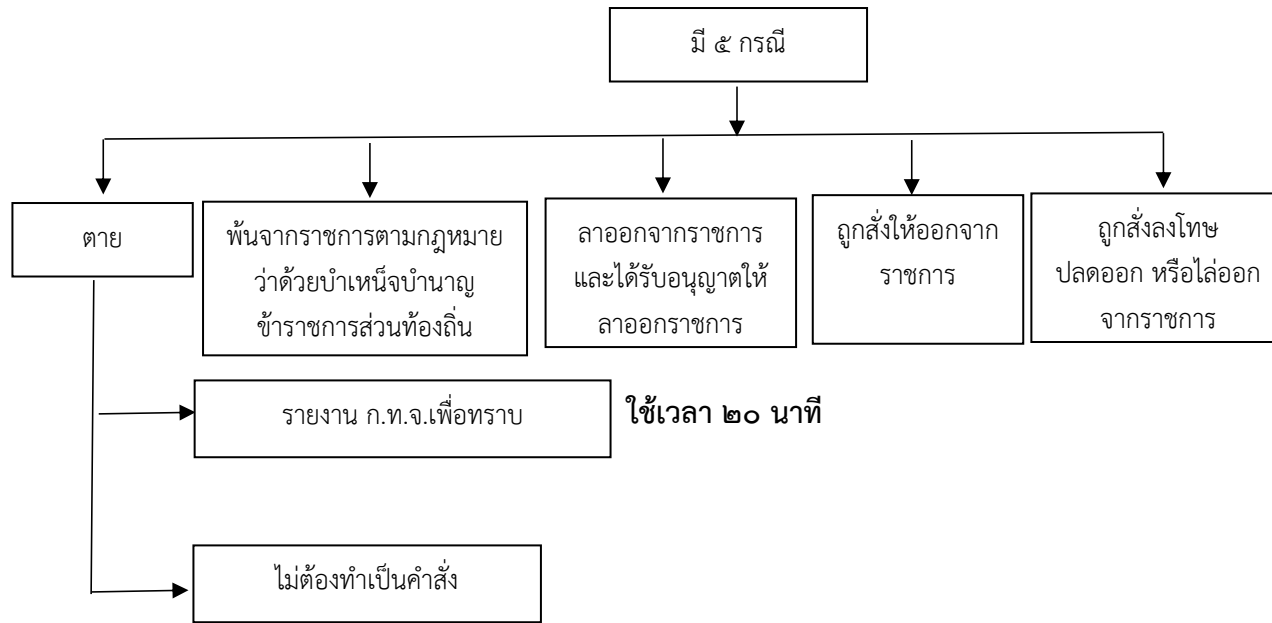 มี ๕ กรณี
ตาย
พ้นจากราชการตามกฎหมาย
ว่าด้วยบำเหน็จบำนาญ
ข้าราชการส่วนท้องถิ่น
ลาออกจากราชการ
และได้รับอนุญาตให้
ลาออกราชการ
ถูกสั่งให้ออกจาก
ราชการ
ถูกสั่งลงโทษ
ปลดออก หรือไล่ออก
จากราชการ
รายงาน ก.ท.จ.เพื่อทราบ
ใช้เวลา ๒๐ นาที
ไม่ต้องทำเป็นคำสั่ง